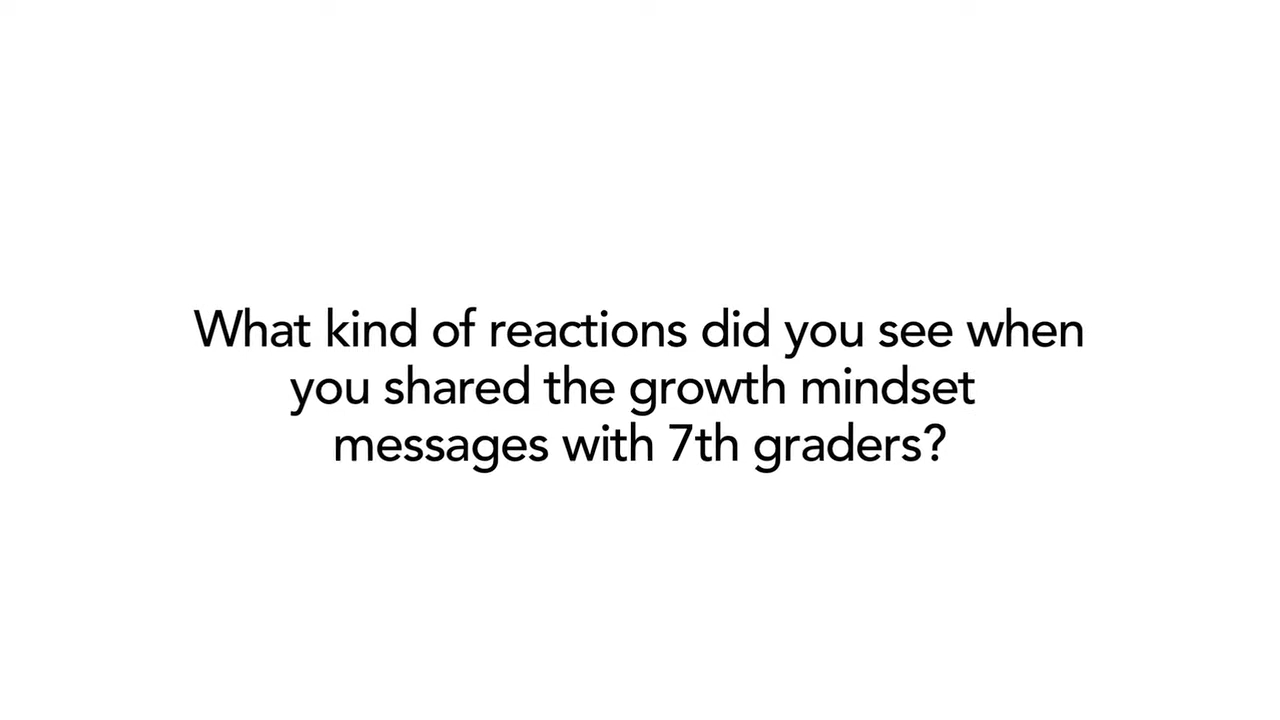 What kind of reactions did you see when
you shared the growth mindset
messages with 7th graders?